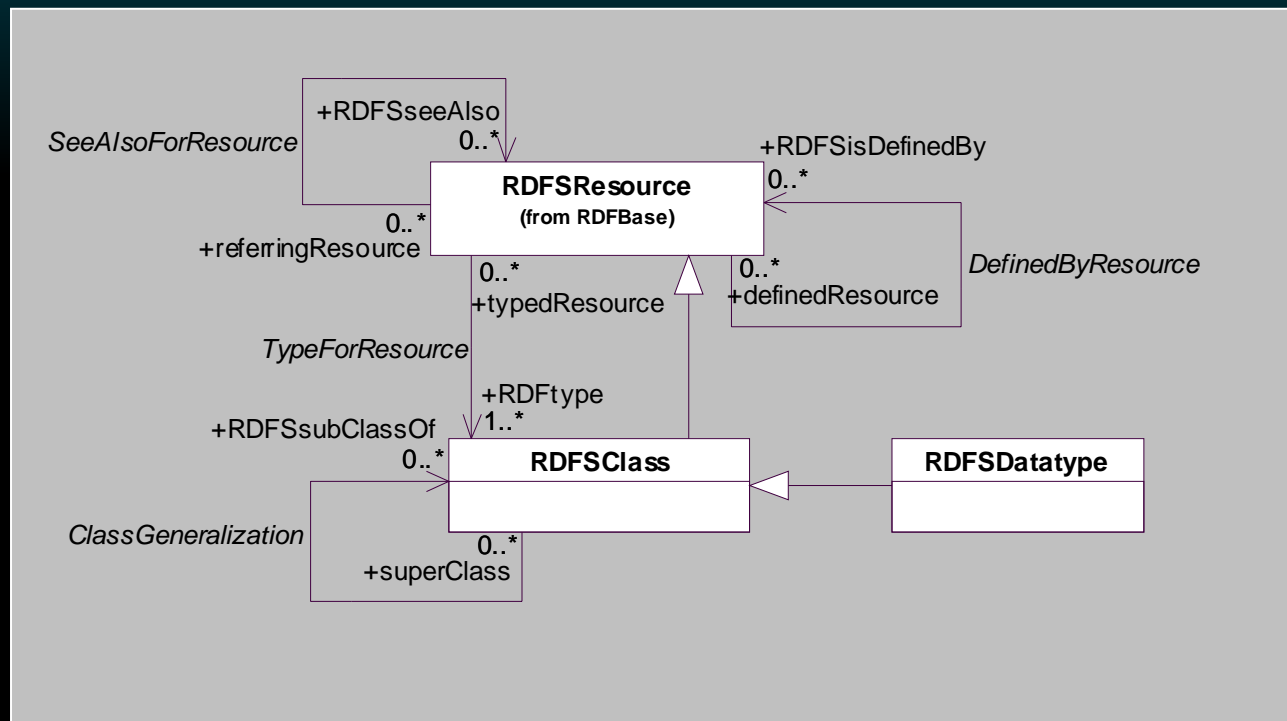 +RDFSseeAlso
SeeAlsoForResource
0..*
+RDFSisDefinedBy
0..*
RDFSResource
(from RDFBase)
0..*
+referringResource
0..*
+typedResource
0..*
+definedResource
DefinedByResource
TypeForResource
+RDFtype
1..*
+RDFSsubClassOf
0..*
RDFSClass
RDFSDatatype
ClassGeneralization
0..*
+superClass